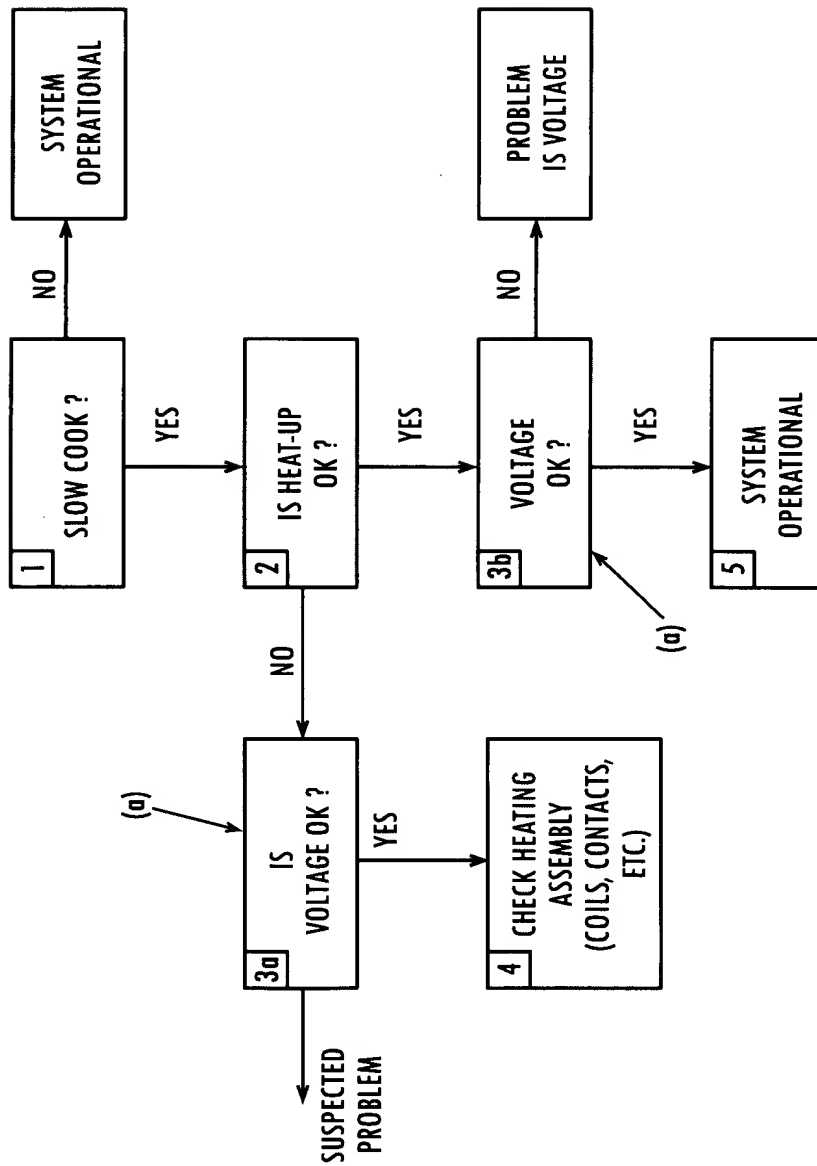 1
SLOW COOK ?
NO
SYSTEM
OPERATIONAL
YES
2
IS HEAT-UP
OK ?
NO
YES
(a)
3a
IS
VOLTAGE OK ?
SUSPECTED
PROBLEM
YES
4
CHECK HEATING
ASSEMBLY
(COILS, CONTACTS,
ETC.)
3b
VOLTAGE
OK ?
(a)
NO
PROBLEM
IS VOLTAGE
YES
5
SYSTEM
OPERATIONAL